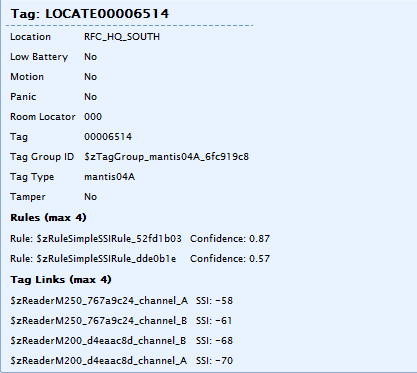 Tag: LOCATE00006514
Location RFC_HQ_SOUTH
Low Battery No
Motion No
Panic No
Room Locator 000
Tag 00006514
Tag Group ID $zTagGroup_mantis04A_6fc919c8
Tag Type mantis04A
Tamper No
Rules (max 4)
Rule: $zRuleSimpleSSIRule_52fd1b03 Confidence: 0.87
Rule: $zRuleSimpleSSIRule_dde0b1e Confidence: 0.57
Tag Links (max 4)
$zReaderM250_767a9c24_channel_A SSI: -58
$zReaderM250_767a9c24_channel_B SSI: -61
$zReaderM200_d4eaac8d_channel_B SSI: -68
$zReaderM200_d4eaac8d_channel_A SSI: -70